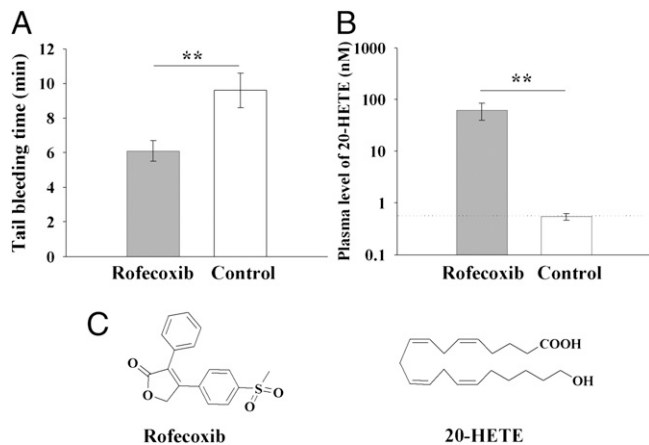 A
Tail bleeding time (min)
12
10
8
6
4
2
0
**
Rofecoxib Control
B
Plasma level of 20-HETE (nM)
1000
100
10
1
0.1
**
Rofecoxib Control
C
O
O
S
O
O
Rofecoxib
COOH
OH
20-HETE